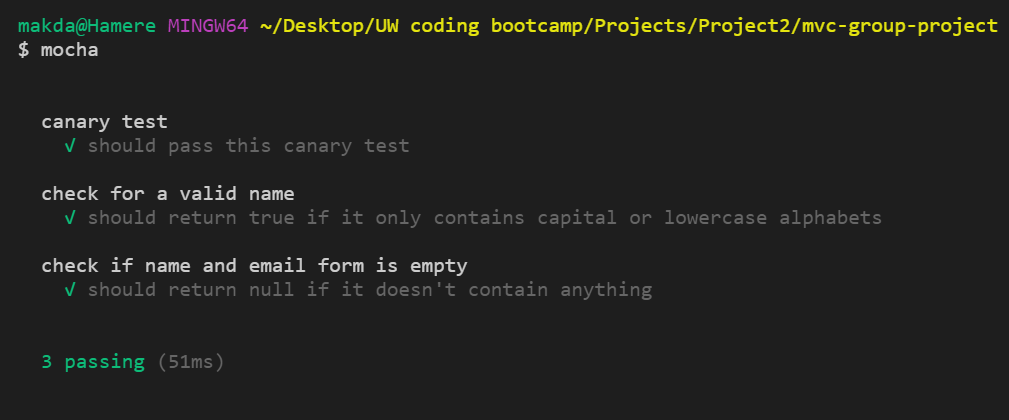 makda@Hamere MINGW64 ~/Desktop/UW coding bootcamp/Projects/Project2/mvc-group-project
$ mocha
canary test
√ should pass this canary test
check for a valid name
√ should return true if it only contains capital or lowercase alphabets
check if name and email form is empty
√ should return null if it doesn't contain anything
3 passing (51ms)